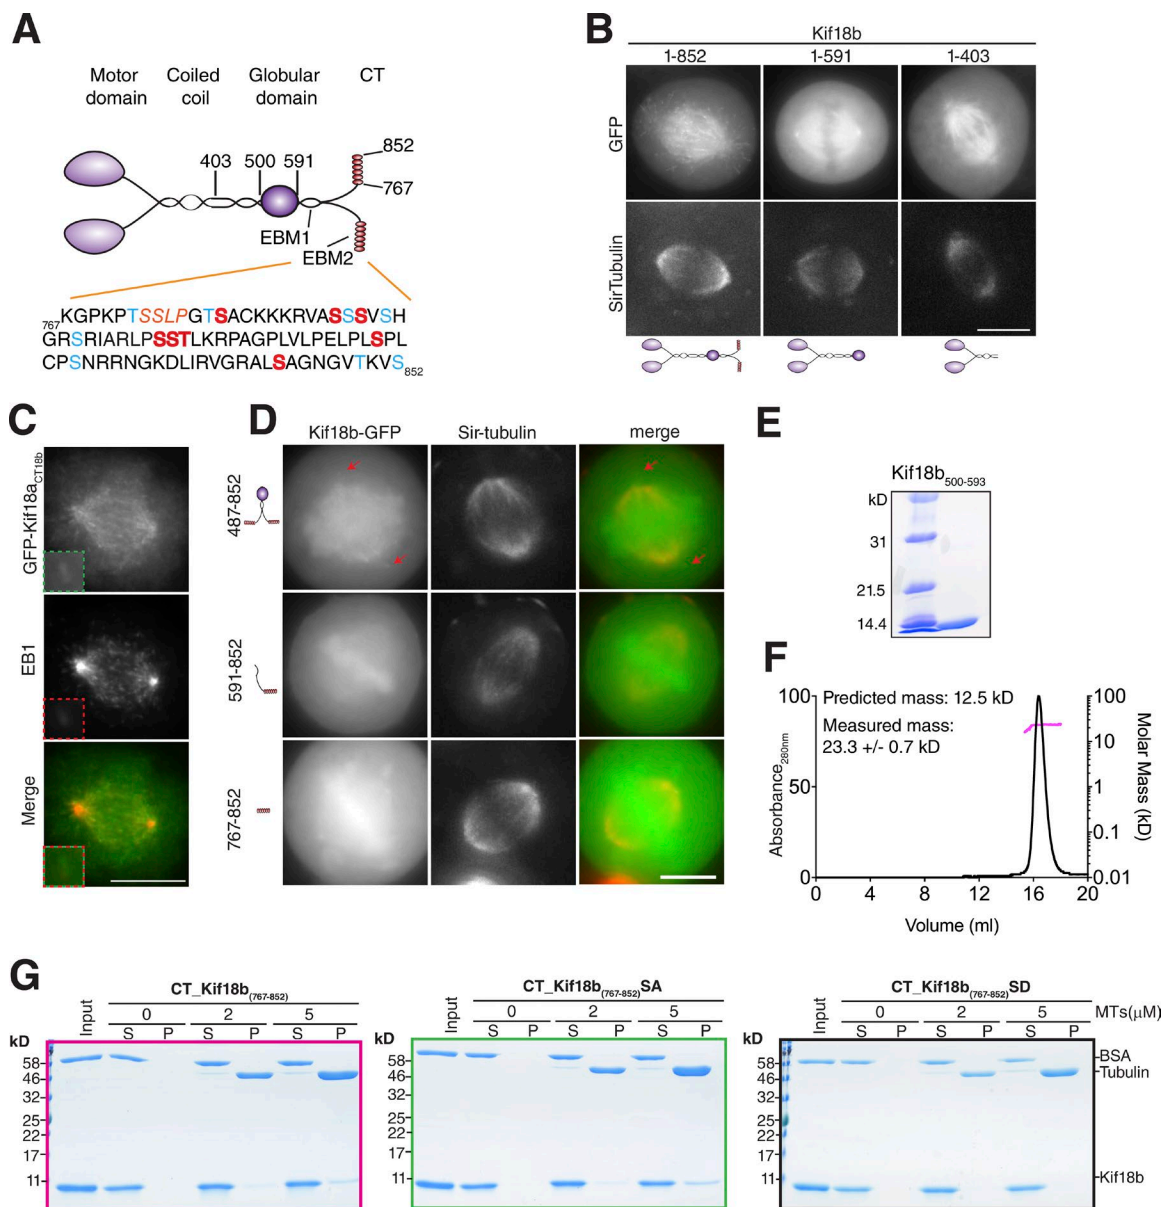 A
Motor domain
Coiled coil
Globular domain
CT
403
500
591
852
767
EBM1
EBM2
767KGPKPTSSLPGTSACKKKRVASSSVSH
GRSRIARLPSSTLKRPAGPLVLPELPLSPL
CPSNRRNGKDLIRVGRALSAGNGVTKVS852
B
Kif18b
1-852 1-591 1-403
GFP
SirTubulin
C
GFP-Kif18aCT18b
EB1
Merge
D
Kif18b-GFP Sir-tubulin merge
487-852
591-852
767-852
E
Kif18b500-593
kD
31
21.5
14.4
F
Predicted mass: 12.5 kD
Measured mass:
23.3 +/- 0.7 kD
100
50
0
Absorbance280nm
100
10
1
0.1
0.01
Molar Mass (kD)
0 4 8 12 16 20
Volume (ml)
G
CT_Kif18b(767-852)
Input 0 2 5
S P S P S P
kD
58
46
32
25
22
17
11
CT_Kif18b(767-852)SA
Input 0 2 5
S P S P S P
kD
58
46
32
25
22
17
11
CT_Kif18b(767-852)SD
Input 0 2 5 MTs(μM)
S P S P S P
kD
58
46
32
25
22
17
11
BSA
Tubulin
Kif18b